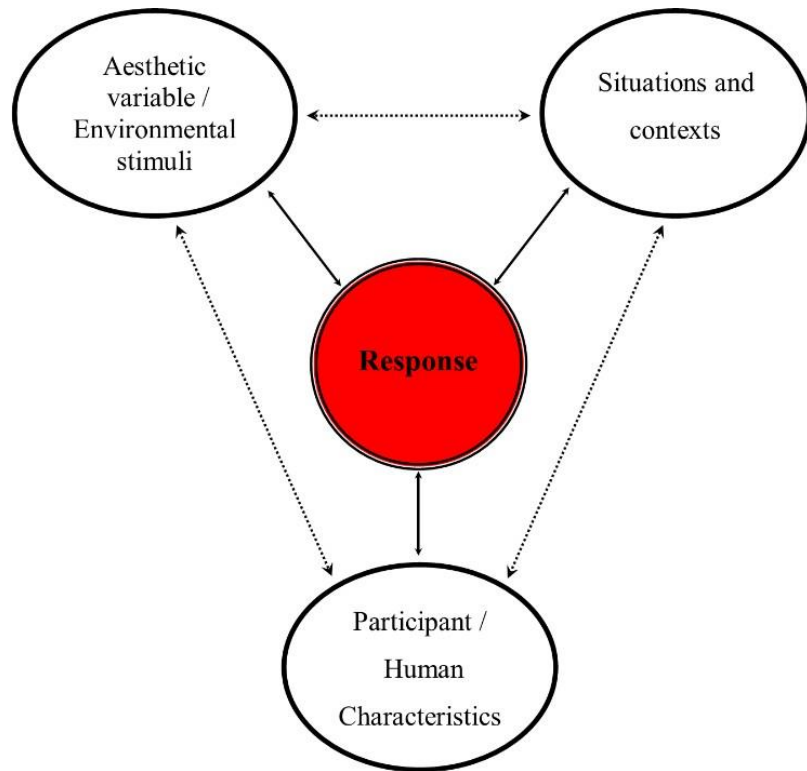 Aesthetic
variable /
Environmental
stimuli
Situations and
contexts
Response
Participant /
Human
Characteristics